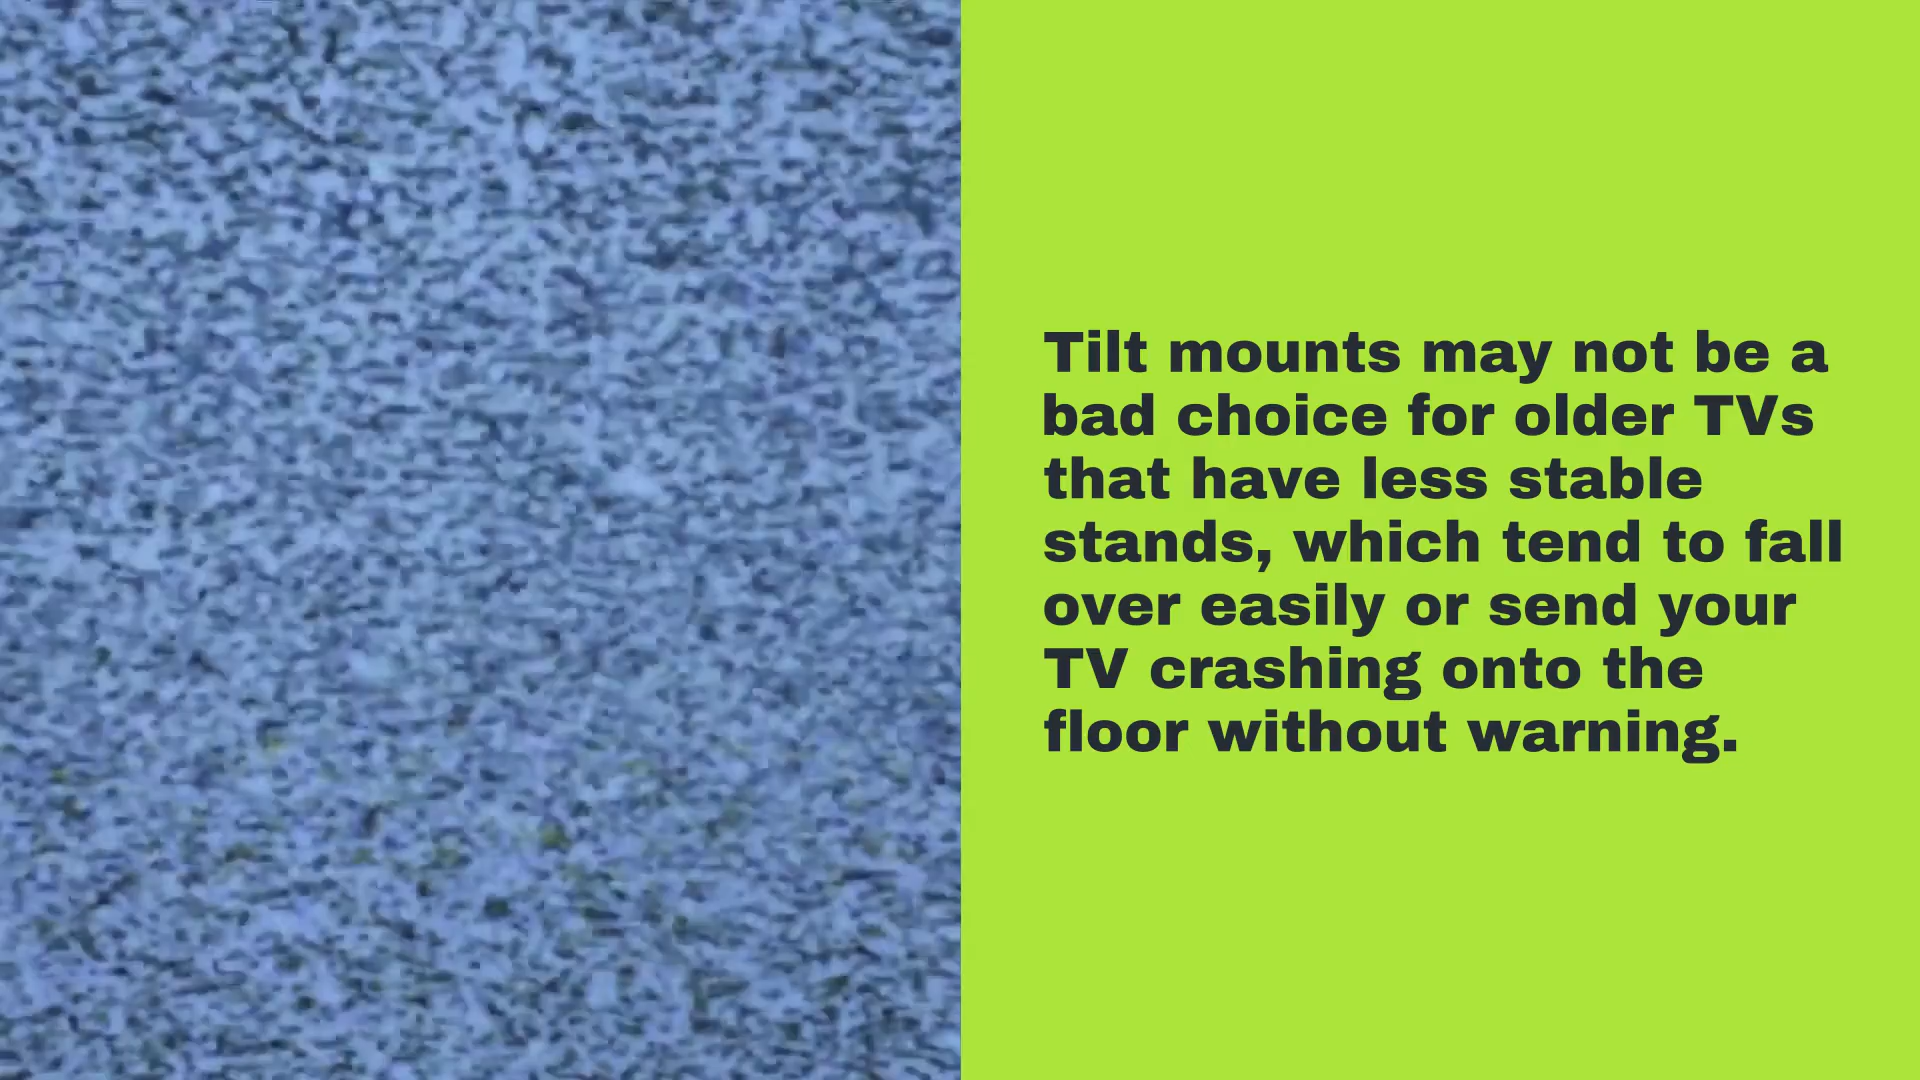 Tilt mounts may not be a
bad choice for older TVs
that have less stable
stands, which tend to fall
over easily or send your
TV crashing onto the
floor without warning.